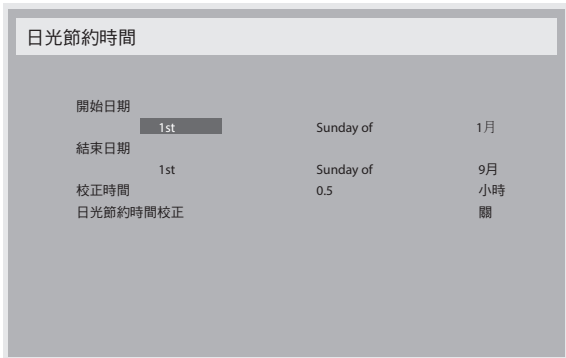 日光節約時間
開始日期
1st Sunday of 1月
結束日期
1st Sunday of 9月
校正時間 0.5 小時
日光節約時間校正 關